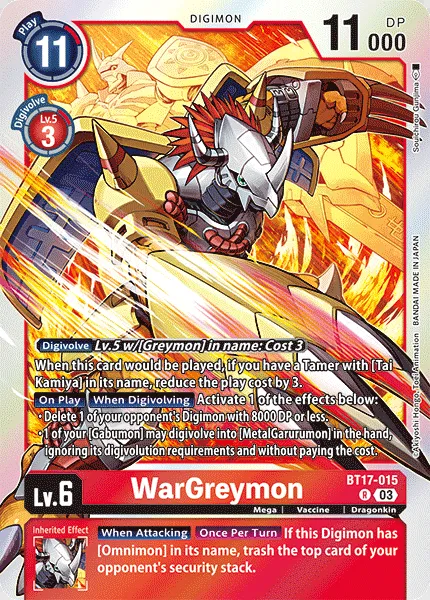 DIGIMON
Play
11
11 000
DP
Digivolve
Lv.5
3
Souichirou Gunjima
©Akiyoshi Hongo, Toei Animation BANDAI MADE IN JAPAN
Digivolve Lv.5 w/[Greymon] in name: Cost 3
When this card would be played, if you have a Tamer with [Tai
Kamiya] in its name, reduce the play cost by 3.
On Play When Digivolving Activate 1 of the effects below:
・Delete 1 of your opponent's Digimon with 8000 DP or less.
・1 of your [Gabumon] may digivolve into [MetalGarurumon] in the hand,
ignoring its digivolution requirements and without paying the cost.
Lv.6
WarGreymon
BT17-015
R 03
Mega | Vaccine | Dragonkin
Inherited Effect
When Attacking Once Per Turn If this Digimon has
[Omnimon] in its name, trash the top card of your
opponent's security stack.